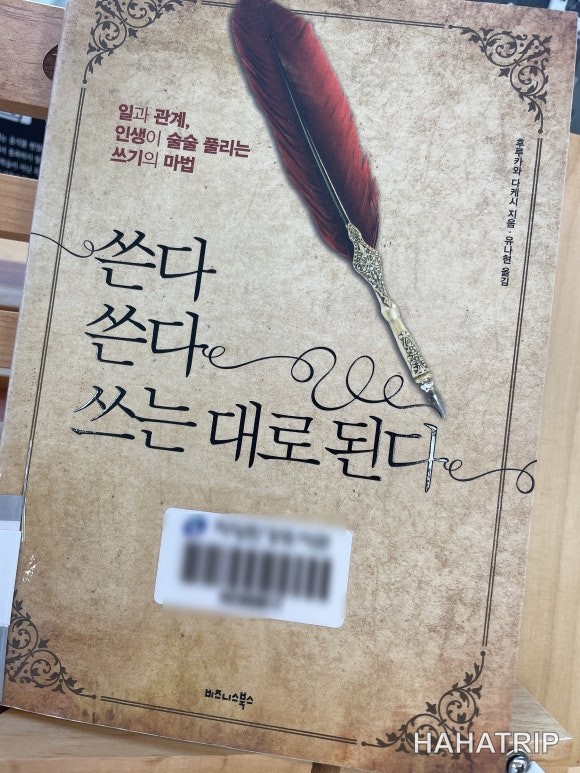 일과 관계,
인생이 술술 풀리는
쓰기의 마법
후루카와 다케시 지음 · 유나현 옮김
쓴다
쓴다
쓰는 대로 된다
비즈니스북스
HAHATRIP